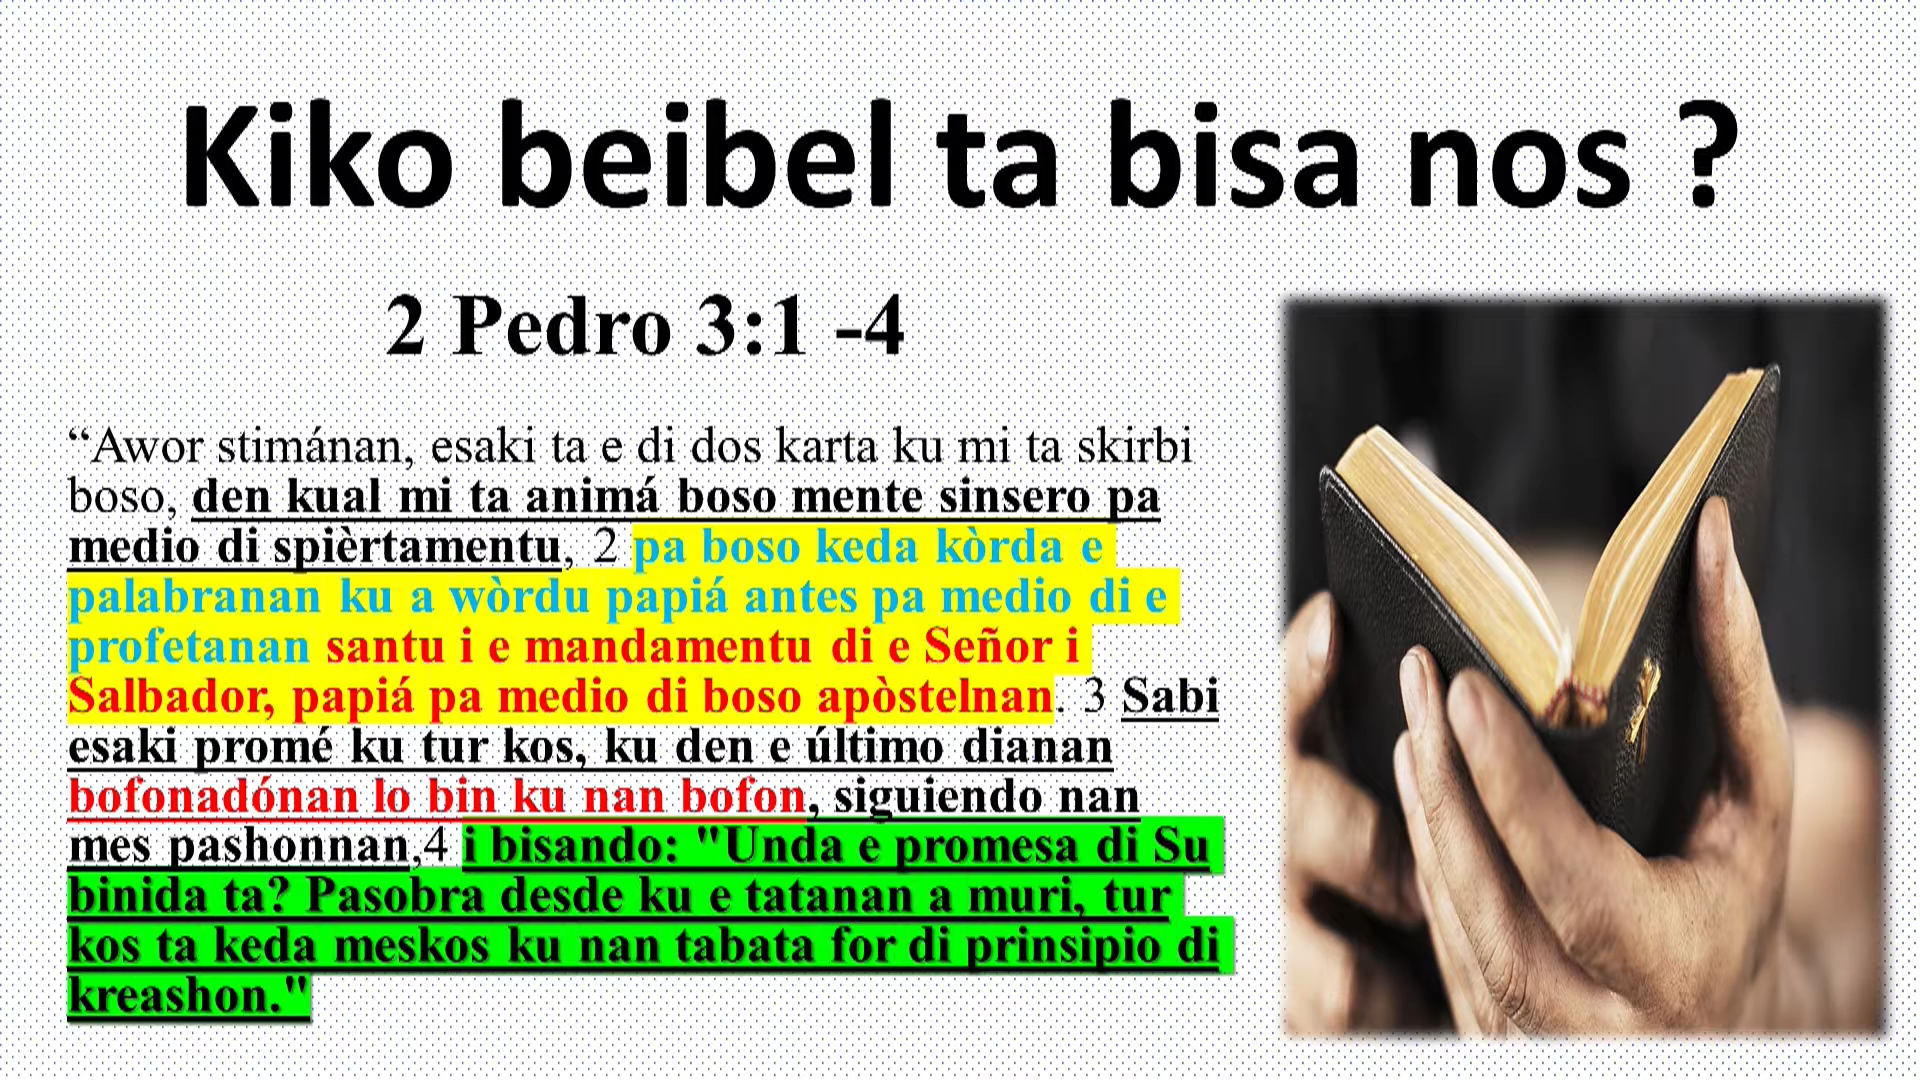 Kiko beibel ta bisa nos ?
2 Pedro 3:1 -4
“Awor stimánan, esaki ta e di dos karta ku mi ta skirbi
boso, den kual mi ta animá boso mente sinsero pa
medio di spièrtamentu, 2 pa boso keda kòrda e
palabranan ku a wòrdu papiá antes pa medio di e
profetanan santu i e mandamentu di e Señor i
Salbador, papiá pa medio di boso apòstelnan. 3 Sabi
esaki promé ku tur kos, ku den e último dianan
bofonadónan lo bin ku nan bofon, siguiendo nan
mes pashonnan,4 i bisando: "Unda e promesa di Su
binida ta? Pasobra desde ku e tatanan a muri, tur
kos ta keda meskos ku nan tabata for di prinsipio di
kreashon."